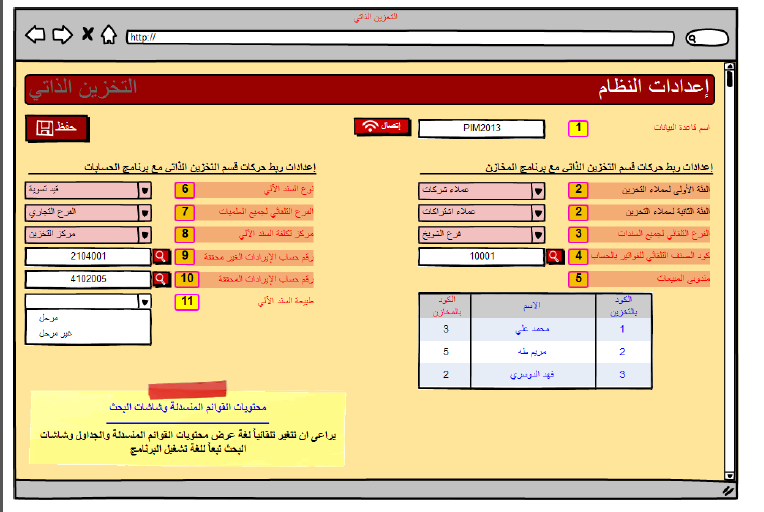 التخزين الذاتي
http://
إعدادات النظام
التخزين الذاتي
اسم قاعدة البيانات
1
PIM2013
إتصال
حفظ
إعدادات ربط حركات قسم التخزين الذاتى مع برنامج المخازن
الفئة الأولى لعملاء التخزين
2
عملاء شركات
الفئة الثانية لعملاء التخزين
2
عملاء اشتراكات
الفرع التلقائي لجميع السندات
3
فرع الشويخ
كود الصنف التلقائي للفواتير بالحساب
4
10001
مندوبي المبيعات
5
الكود بالتخزين
الاسم
الكود بالمخازن
1
محمد علي
3
2
مريم طه
5
3
فهد الدوسري
2
إعدادات ربط حركات قسم التخزين الذاتى مع برنامج الحسابات
نوع السند الآلي
6
قيد تسوية
الفرع التلقائي لجميع العمليات
7
الفرع التجاري
مركز تكلفة السند الآلي
8
مركز التخزين
رقم حساب الإيرادات الغير محققة
9
2104001
رقم حساب الإيرادات المحققة
10
4102005
طبيعة السند الآلي
11
مرحل
غير مرحل
محتويات القوائم المنسدلة وشاشات البحث
يراعى ان تتغير تلقائياً لغة عرض محتويات القوائم المنسدلة والجداول وشاشات
البحث تبعاً للغة تشغيل البرنامج